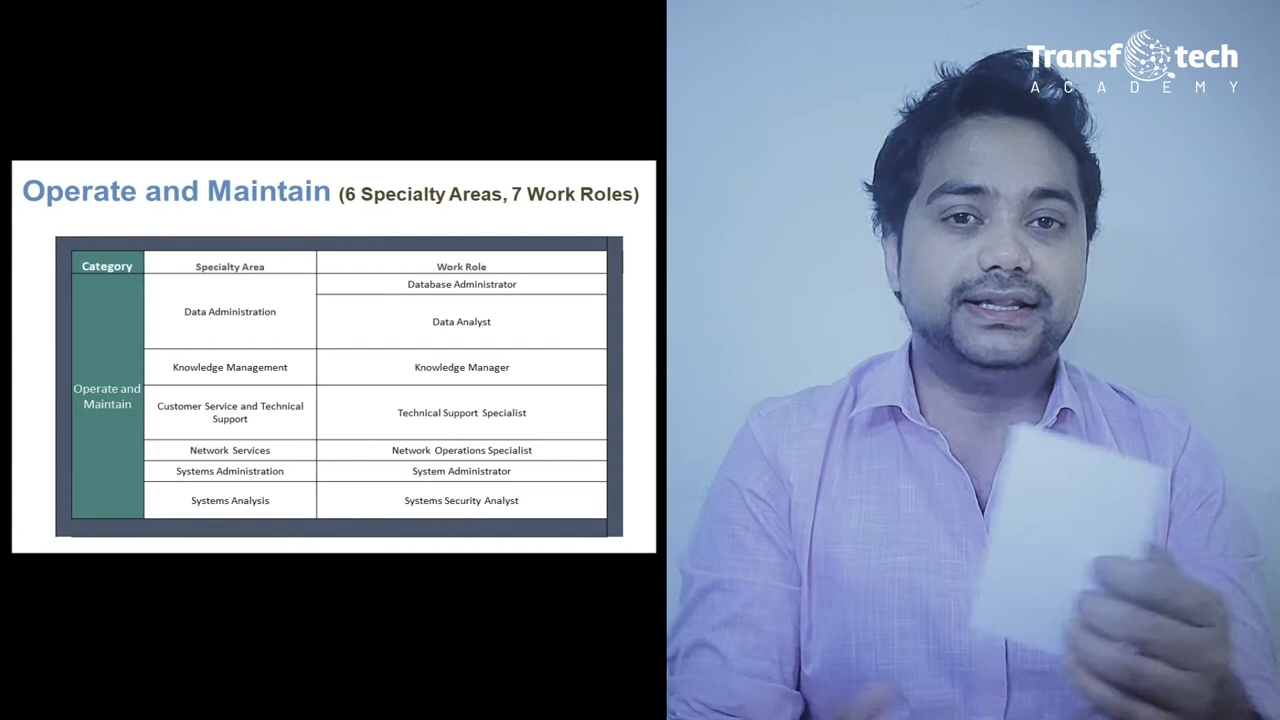 Transf tech
ACADEMY
Operate and Maintain (6 Specialty Areas, 7 Work Roles)
Category
Specialty Area
Work Role
Operate and
Maintain
Data Administration
Database Administrator
Data Analyst
Knowledge Management
Knowledge Manager
Customer Service and Technical
Support
Technical Support Specialist
Network Services
Network Operations Specialist
Systems Administration
System Administrator
Systems Analysis
Systems Security Analyst